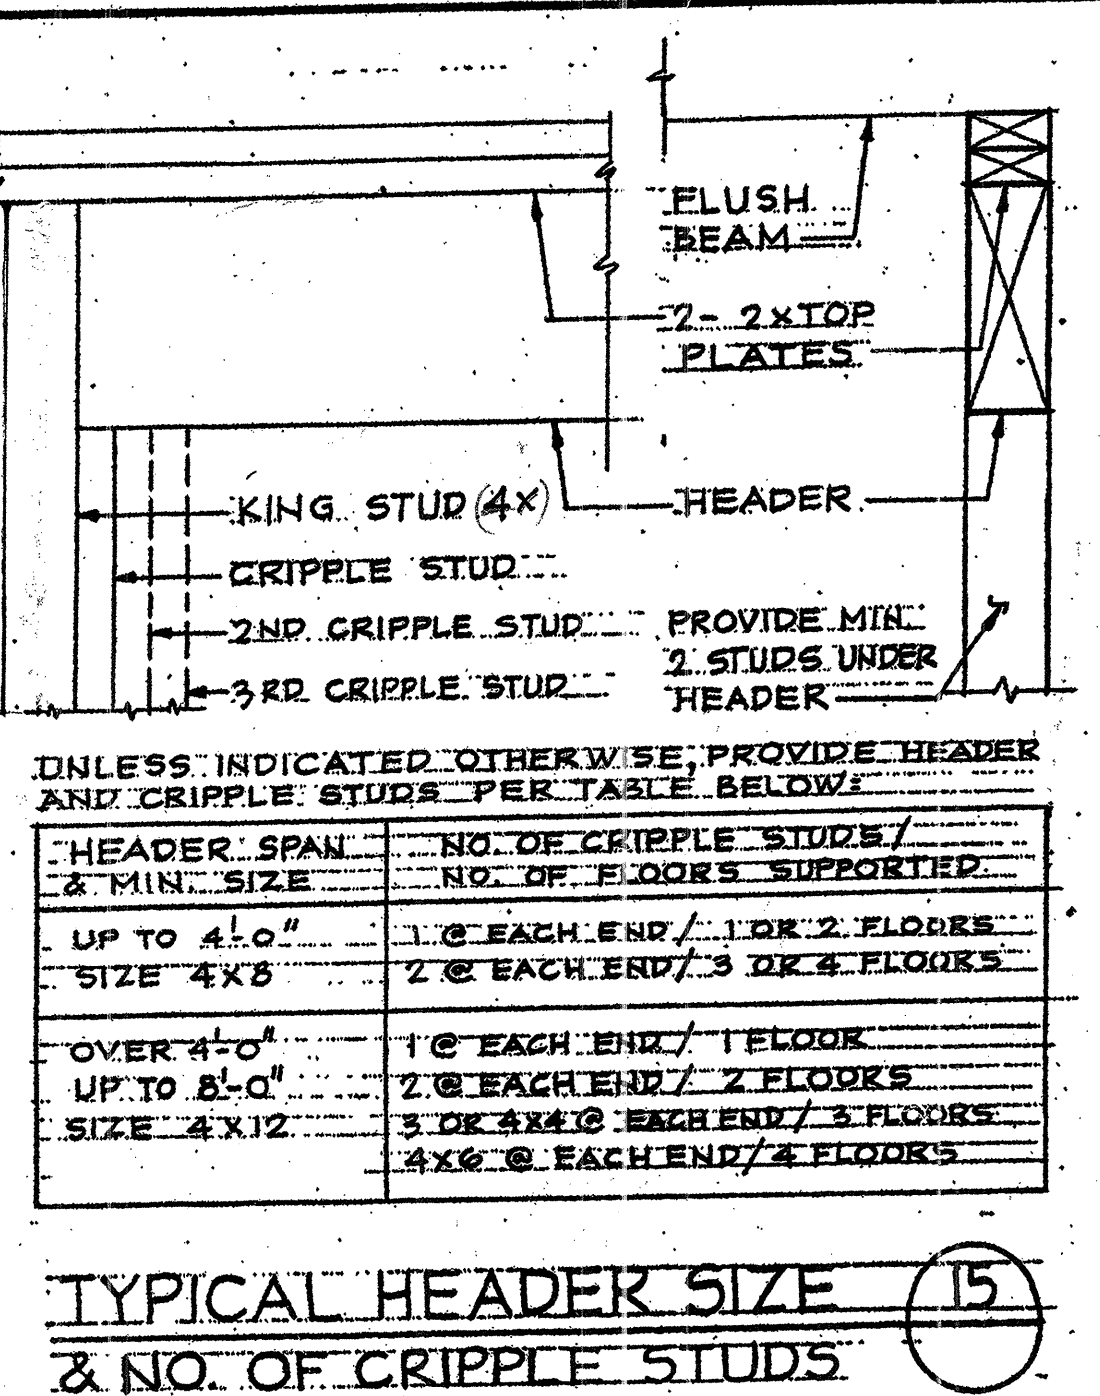 FLUSH
BEAM
2- 2xTOP
PLATES
KING STUD (4x)
HEADER
CRIPPLE STUD
2ND CRIPPLE STUD
3RD CRIPPLE STUD
PROVIDE MIN.
2 STUDS UNDER
HEADER
UNLESS INDICATED OTHERWISE, PROVIDE HEADER
AND CRIPPLE STUDS PER TABLE BELOW:
HEADER SPAN
& MIN. SIZE
NO. OF CRIPPLE STUDS/
NO. OF FLOORS SUPPORTED.
UP TO 4'-0"
SIZE 4X8
1 @ EACH END/ 1 OR 2 FLOORS
2 @ EACH END/ 3 OR 4 FLOORS
OVER 4'-0"
UP TO 8'-0"
SIZE 4X12
1 @ EACH END/ 1 FLOOR
2 @ EACH END/ 2 FLOORS
3 OR 4x4 @ EACH END/ 3 FLOORS
4x6 @ EACH END/4 FLOORS
TYPICAL HEADER SIZE
& NO. OF CRIPPLE STUDS
15